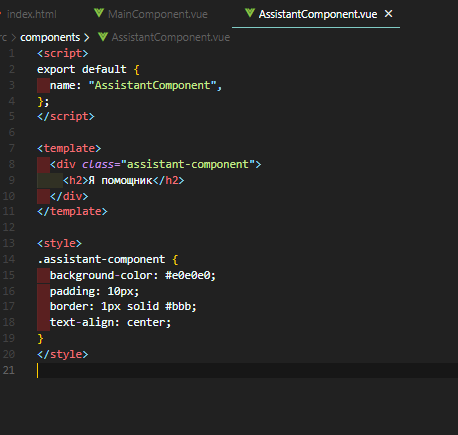 index.html MainComponent.vue AssistantComponent.vue ×
rc > components > AssistantComponent.vue
1 <script>
2 export default {
3 name: "AssistantComponent",
4 };
5 </script>
6
7 <template>
8 <div class="assistant-component">
9 <h2>Я помощник</h2>
10 </div>
11 </template>
12
13 <style>
14 .assistant-component {
15 background-color: #e0e0e0;
16 padding: 10px;
17 border: 1px solid #bbb;
18 text-align: center;
19 }
20 </style>
21